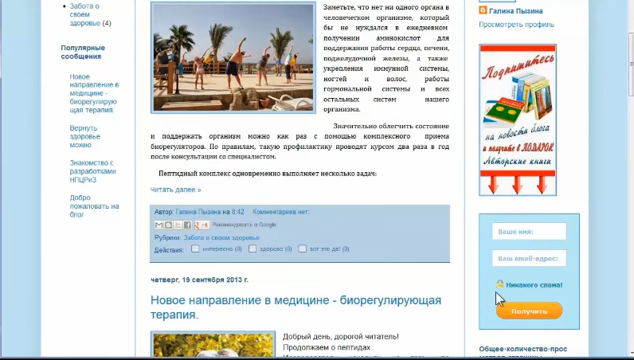 Забота о
своем
здоровье (4)
Популярные
сообщения
Новое
направление в
медицине -
биорегулирую
щая терапия
Вернуть
здоровье
можно
Знакомство с
разработками
НПЦРиЗ
Добро
пожаловать на
блог
Заметьте, что нет ни одного органа в
человеческом организме, который
бы не нуждался в ежедневном
получении аминокислот для
поддержания работы сердца, печени,
поджелудочной железы, а также
укрепления иммунной системы,
ногтей и волос, работы
гормональной системы и всех
остальных систем нашего
организма.
Значительно облегчить состояние
и поддержать организм можно как раз с помощью комплексного приема
биорегуляторов. По правилам, такую профилактику проводят курсом два раза в год
после консультации со специалистом.
Пептидный комплекс одновременно выполняет несколько задач:
Читать далее »
Автор: Галина Пызина на 8:42 Комментариев нет:
Рекомендовать в Google
Рубрики: Забота о своем здоровье
Действия: интересно (0) здорово (0) вот это да! (0)
четверг, 19 сентября 2013 г.
Новое направление в медицине - биорегулирующая
терапия.
Добрый день, дорогой читатель!
Продолжаем о пептидах
Галина Пызина
Просмотреть профиль
Подпишитесь
на новости блога
и получите в ПОДАРОК
Авторские книги
Ваше имя:
Ваш email-адрес:
Никакого спама!
Получить
Общее-количество-прос